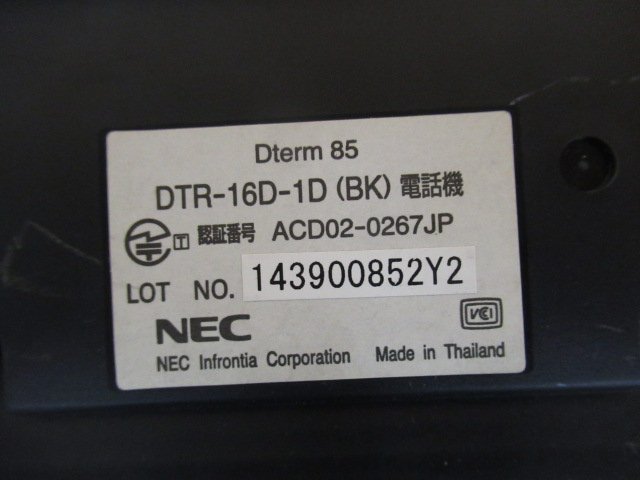 Dterm 85
DTR-16D-1D (BK) 電話機
T 認証番号 ACD02-0267JP
LOT NO. 143900852Y2
NEC
VCCI
NEC Infrontia Corporation Made in Thailand